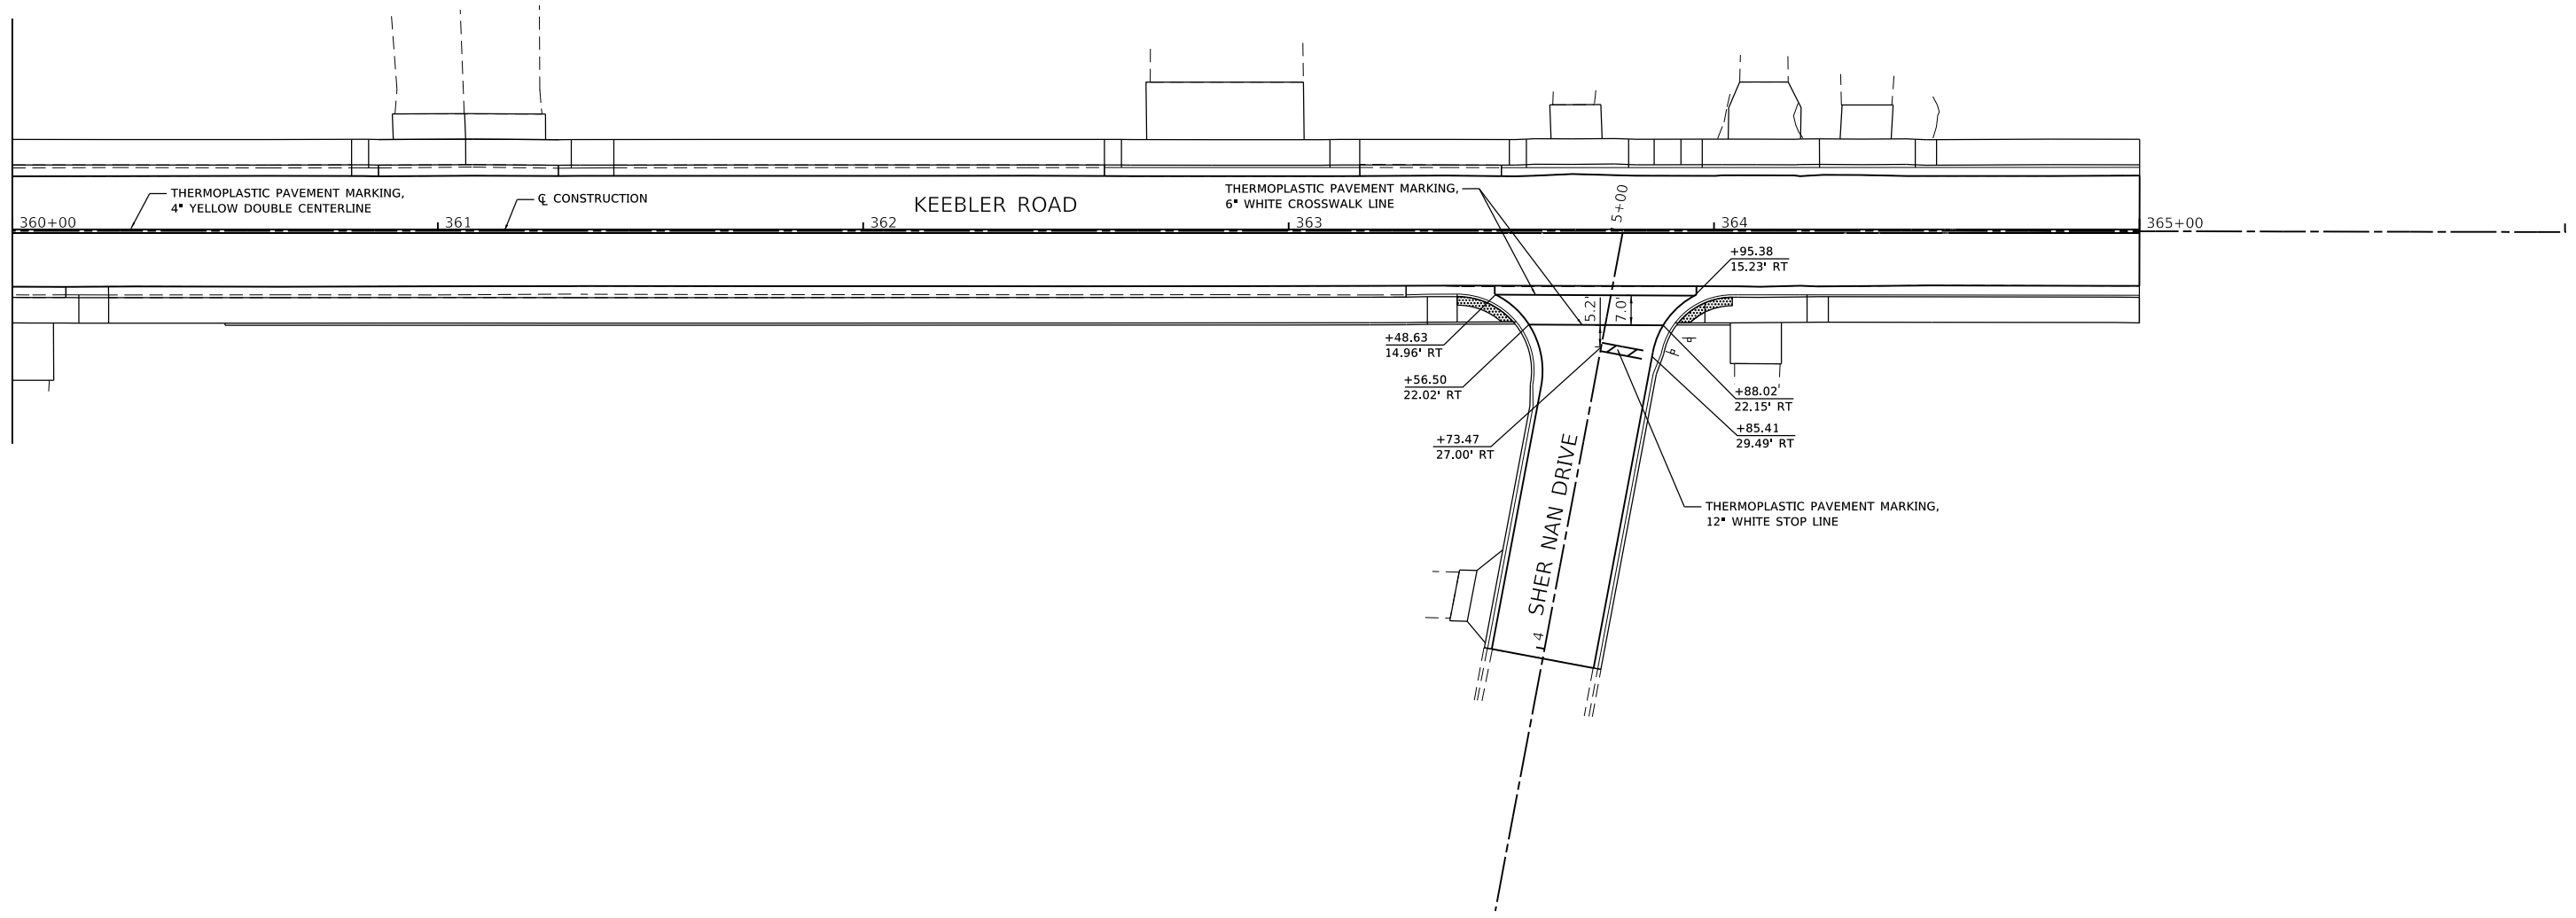 THERMOPLASTIC PAVEMENT MARKING,
4" YELLOW DOUBLE CENTERLINE
℄ CONSTRUCTION
KEEBLER ROAD
THERMOPLASTIC PAVEMENT MARKING,
6" WHITE CROSSWALK LINE
5+00
360+00
361
362
363
364
365+00
+95.38
15.23' RT
5.2'
7.0'
+48.63
14.96' RT
+56.50
22.02' RT
+88.02'
22.15' RT
+85.41
29.49' RT
+73.47
27.00' RT
SHER NAN DRIVE
4
THERMOPLASTIC PAVEMENT MARKING,
12" WHITE STOP LINE